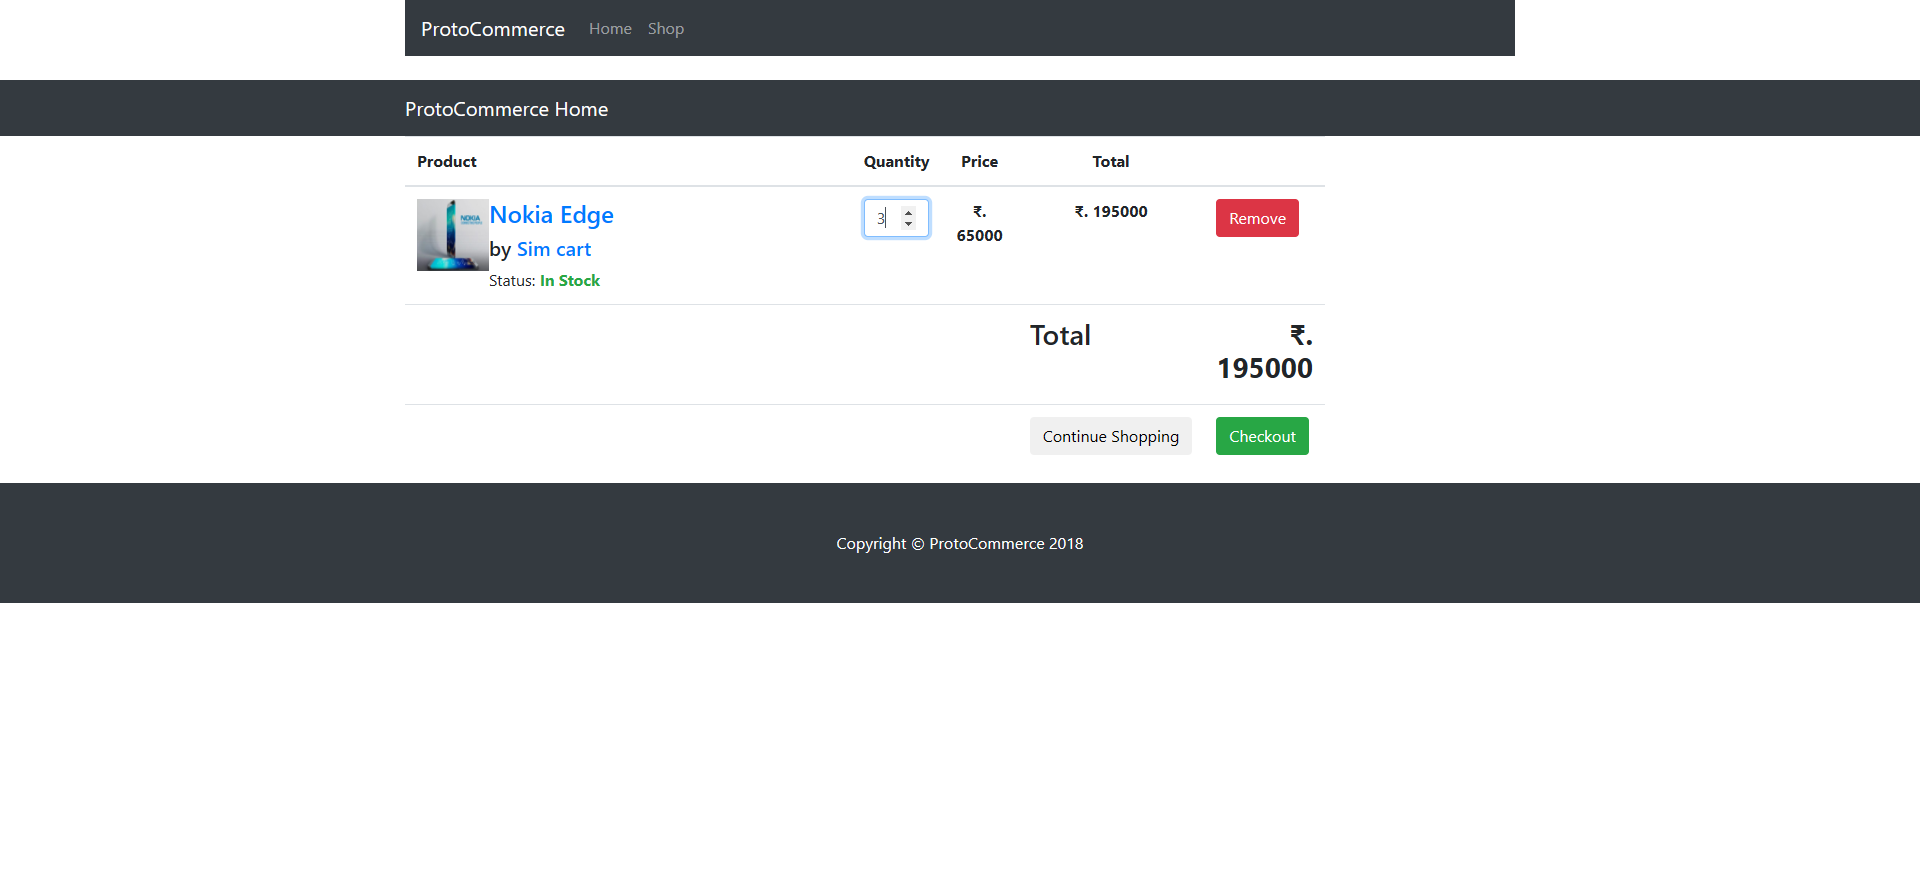 ProtoCommerce Home Shop
ProtoCommerce Home
Product Quantity Price Total
NOKIA
Nokia Edge 3 ₹. 65000 ₹. 195000 Remove
by Sim cart
Status: In Stock
Total ₹. 195000
Continue Shopping Checkout
Copyright © ProtoCommerce 2018